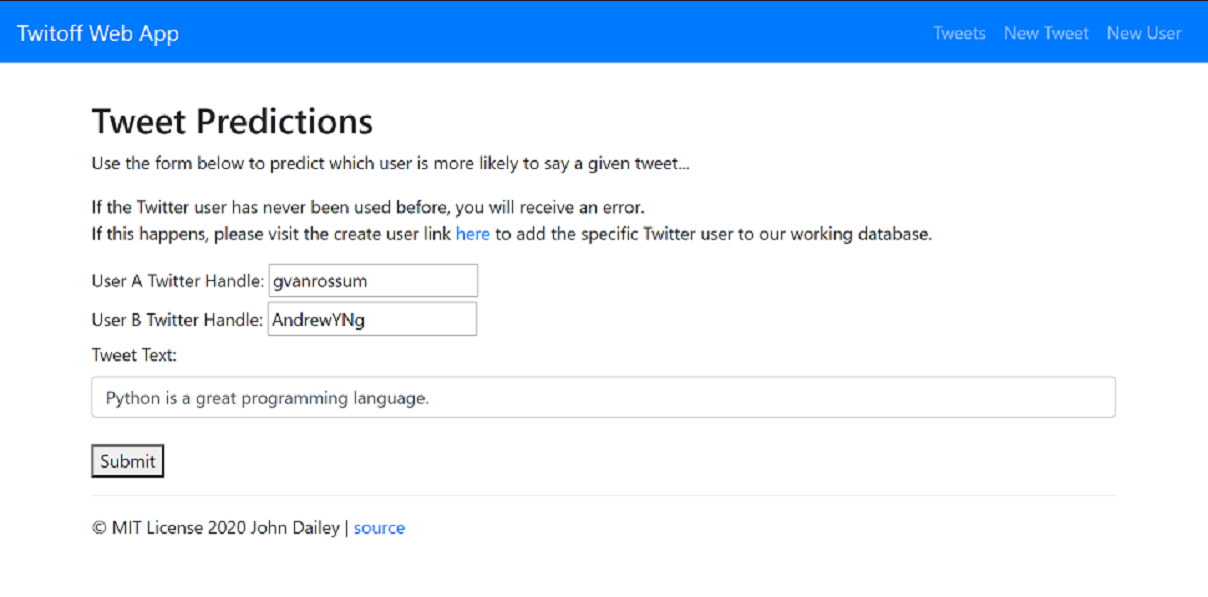 Twitoff Web App Tweets New Tweet New User
Tweet Predictions
Use the form below to predict which user is more likely to say a given tweet...
If the Twitter user has never been used before, you will receive an error.
If this happens, please visit the create user link here to add the specific Twitter user to our working database.
User A Twitter Handle: gvanrossum
User B Twitter Handle: AndrewYNg
Tweet Text:
Python is a great programming language.
Submit
© MIT License 2020 John Dailey | source